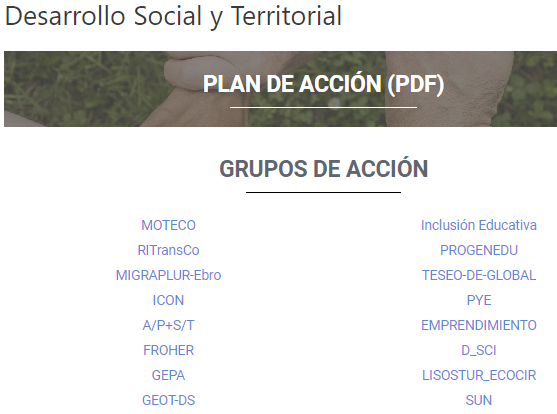 Desarrollo Social y Territorial
PLAN DE ACCIÓN (PDF)
GRUPOS DE ACCIÓN
MOTECO
RITransCo
MIGRAPLUR-Ebro
ICON
A/P+S/T
FROHER
GEPA
GEOT-DS
Inclusión Educativa
PROGENEDU
TESEO-DE-GLOBAL
PYE
EMPRENDIMIENTO
D_SCI
LISOSTUR_ECOCIR
SUN